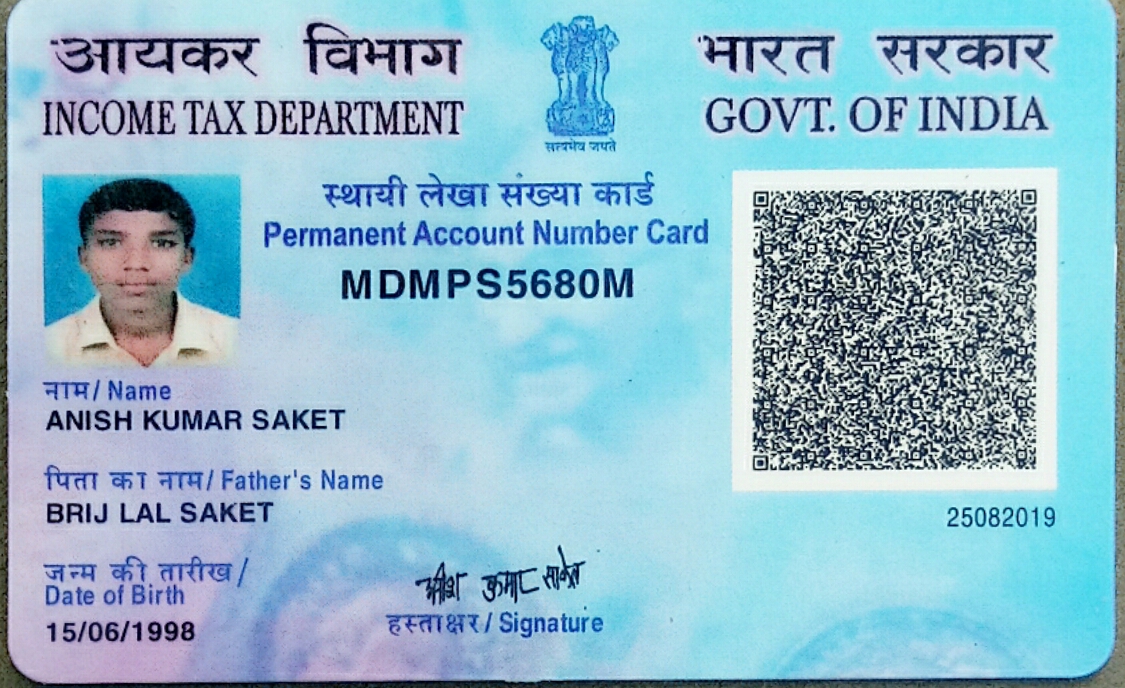 आयकर विभाग
INCOME TAX DEPARTMENT
सत्यमेव जयते
भारत सरकार
GOVT. OF INDIA
स्थायी लेखा संख्या कार्ड
Permanent Account Number Card
MDMPS5680M
नाम/ Name
ANISH KUMAR SAKET
पिता का नाम/ Father's Name
BRIJ LAL SAKET
25082019
जन्म की तारीख/
Date of Birth
15/06/1998
अनीश कुमार साकेत
हस्ताक्षर/ Signature